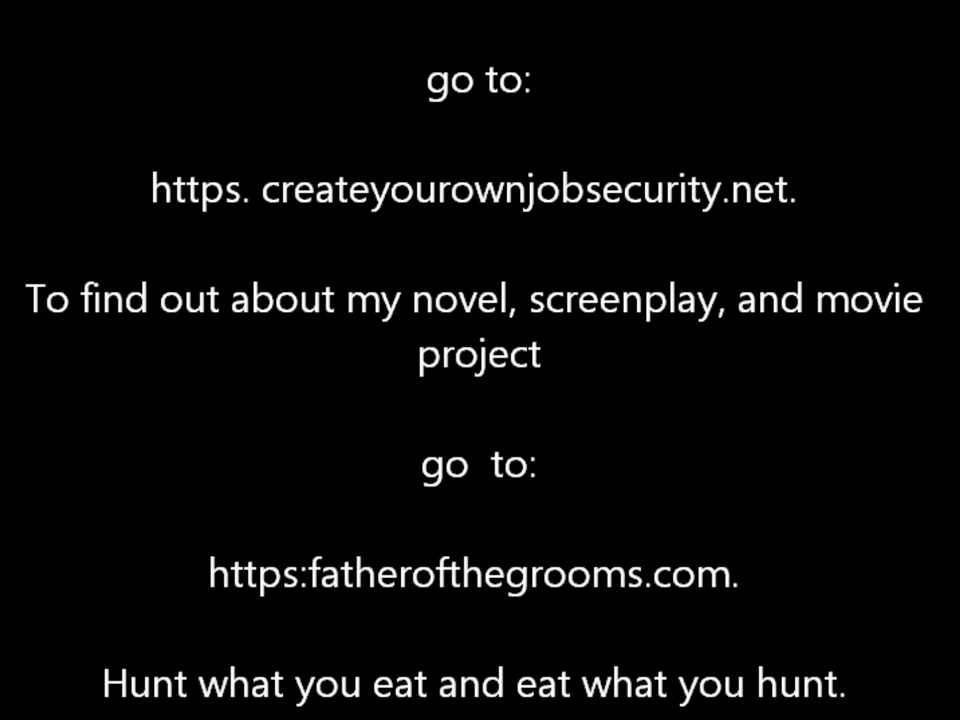 go to:
https. createyourownjobsecurity.net.
To find out about my novel, screenplay, and movie
project
go  to:
https:fatherofthegrooms.com.
Hunt what you eat and eat what you hunt.